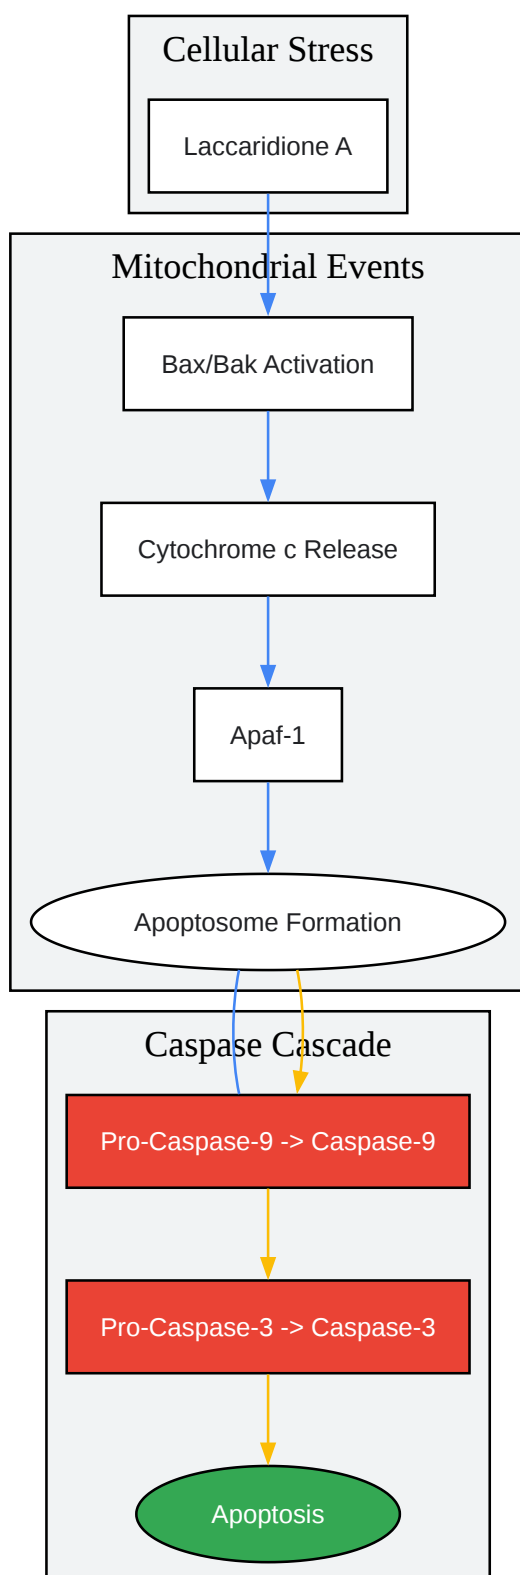 Cellular Stress
Laccaridione A
Mitochondrial Events
Bax/Bak Activation
Cytochrome c Release
Apaf-1
Apoptosome Formation
Caspase Cascade
Pro-Caspase-9 -> Caspase-9
Pro-Caspase-3 -> Caspase-3
Apoptosis